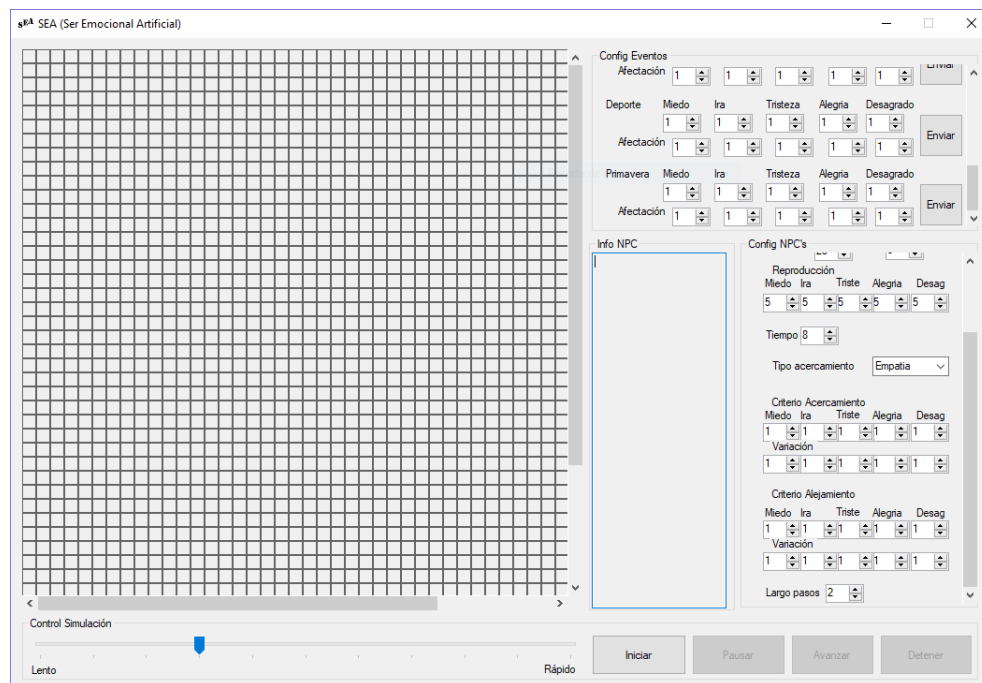 sEA SEA (Ser Emocional Artificial)
Config Eventos
Afectación 1 1 1 1 1 Enviar
Deporte Miedo Ira Tristeza Alegria Desagrado
1 1 1 1 1
Enviar
Afectación 1 1 1 1 1
Primavera Miedo Ira Tristeza Alegria Desagrado
1 1 1 1 1
Enviar
Afectación 1 1 1 1 1
Info NPC
Config NPC's
Reproducción
Miedo Ira Triste Alegria Desag
5 5 5 5 5
Tiempo 8
Tipo acercamiento Empatia
Criterio Acercamiento
Miedo Ira Triste Alegria Desag
1 1 1 1 1
Variación
1 1 1 1 1
Criterio Alejamiento
Miedo Ira Triste Alegria Desag
1 1 1 1 1
Variación
1 1 1 1 1
Largo pasos 2
Control Simulación
Lento Rápido
Iniciar Pausar Avanzar Detener